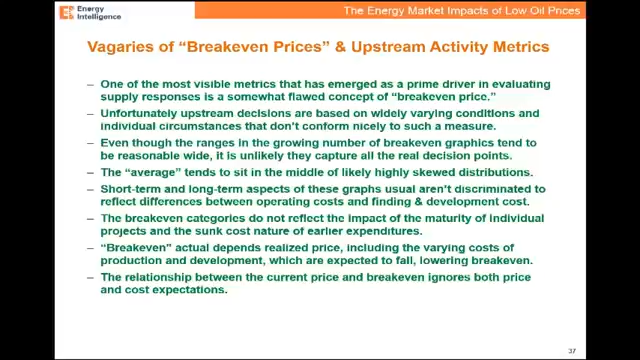 Energy
Intelligence
The Energy Market Impacts of Low Oil Prices
Vagaries of “Breakeven Prices” & Upstream Activity Metrics
– One of the most visible metrics that has emerged as a prime driver in evaluating
supply responses is a somewhat flawed concept of “breakeven price.”
– Unfortunately upstream decisions are based on widely varying conditions and
individual circumstances that don't conform nicely to such a measure.
– Even though the ranges in the growing number of breakeven graphics tend to
be reasonable wide, it is unlikely they capture all the real decision points.
– The “average” tends to sit in the middle of likely highly skewed distributions.
– Short-term and long-term aspects of these graphs usual aren't discriminated to
reflect differences between operating costs and finding & development cost.
– The breakeven categories do not reflect the impact of the maturity of individual
projects and the sunk cost nature of earlier expenditures.
– “Breakeven” actual depends realized price, including the varying costs of
production and development, which are expected to fall, lowering breakeven.
– The relationship between the current price and breakeven ignores both price
and cost expectations.
37